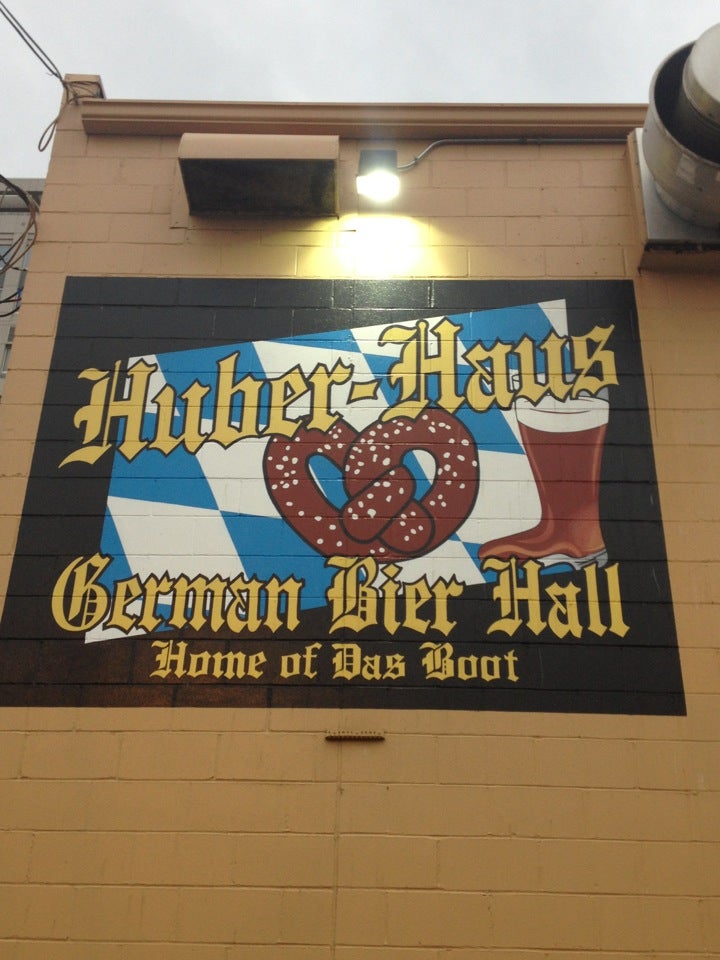 Huber-Haus
German Bier Hall
Home of Das Boot